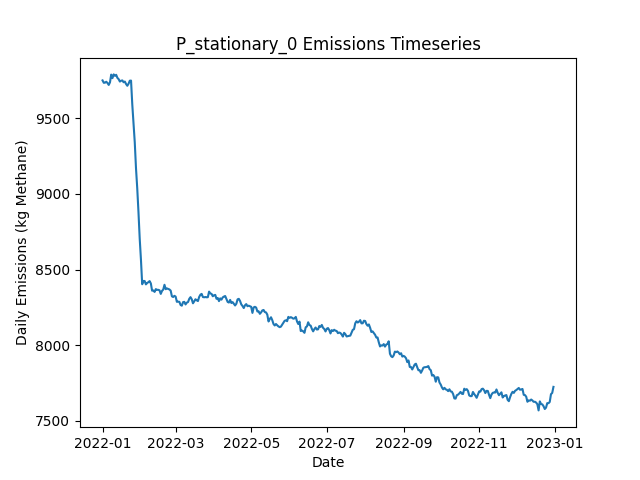 P_stationary_0 Emissions Timeseries
Daily Emissions (kg Methane)
9500
9000
8500
8000
7500
2022-01 2022-03 2022-05 2022-07 2022-09 2022-11 2023-01
Date